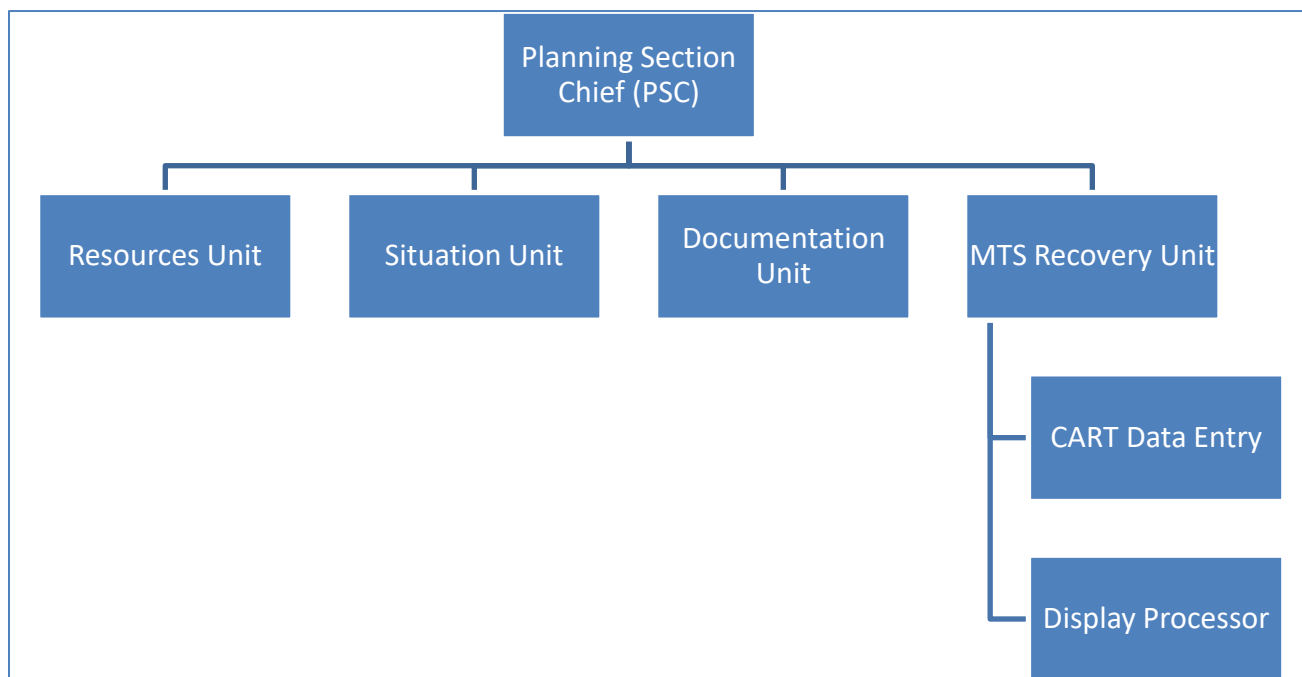 Planning Section
Chief (PSC)
Resources Unit
Situation Unit
Documentation
Unit
MTS Recovery Unit
CART Data Entry
Display Processor